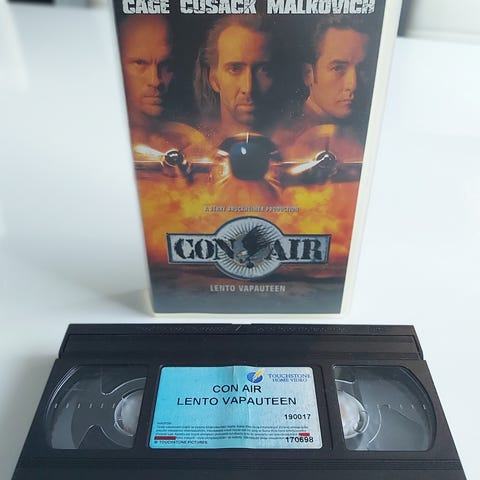 CAGE CUSACK MALKOVICH
A JERRY BRUCKHEIMER PRODUCTION
CON AIR
LENTO VAPAUTEEN
TOUCHSTONE
HOME VIDEO
CON AIR
LENTO VAPAUTEEN
190017
170698
© TOUCHSTONE PICTURES